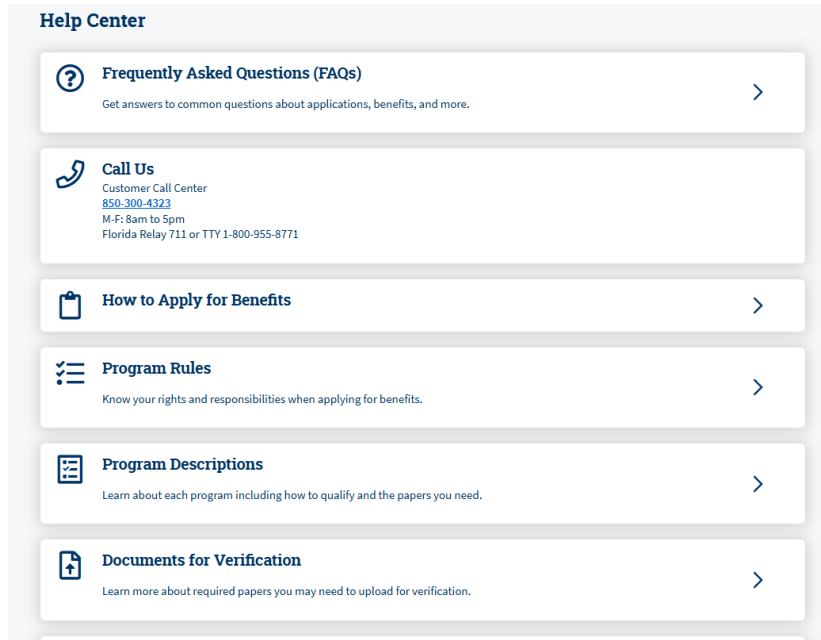 Help Center
Frequently Asked Questions (FAQs)
Get answers to common questions about applications, benefits, and more.
Call Us
Customer Call Center
850-300-4323
M-F: 8am to 5pm
Florida Relay 711 or TTY 1-800-955-8771
How to Apply for Benefits
Program Rules
Know your rights and responsibilities when applying for benefits.
Program Descriptions
Learn about each program including how to qualify and the papers you need.
Documents for Verification
Learn more about required papers you may need to upload for verification.